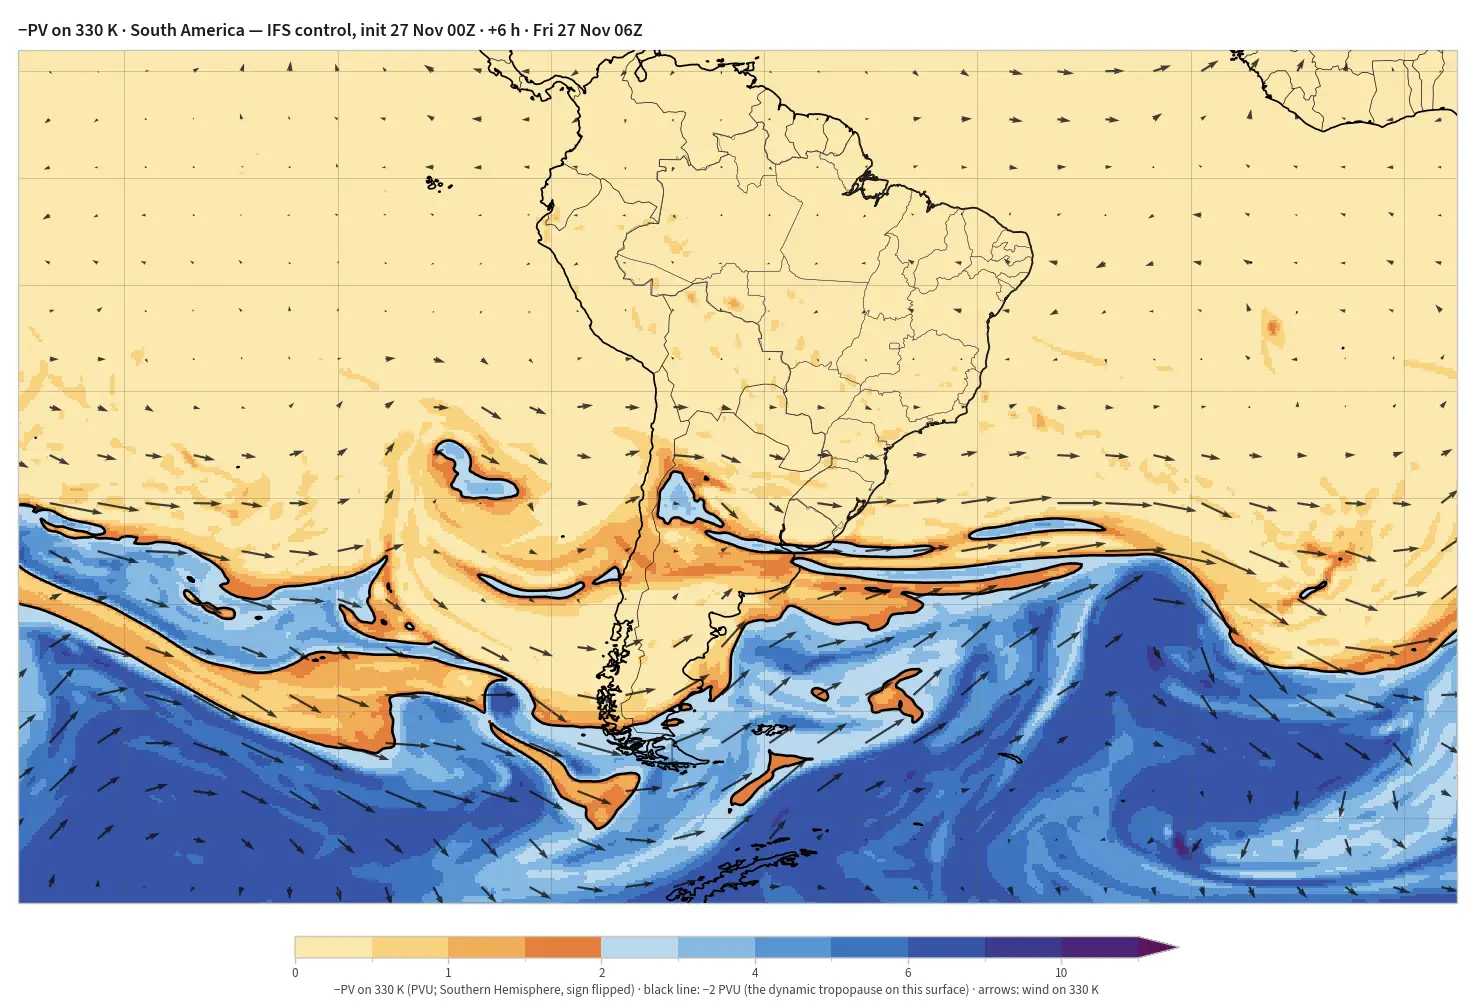 −PV on 330 K · South America — IFS control, init 27 Nov 00Z · +6 h · Fri 27 Nov 06Z
0 1 2 4 6 10
−PV on 330 K (PVU; Southern Hemisphere, sign flipped) · black line: −2 PVU (the dynamic tropopause on this surface) · arrows: wind on 330 K